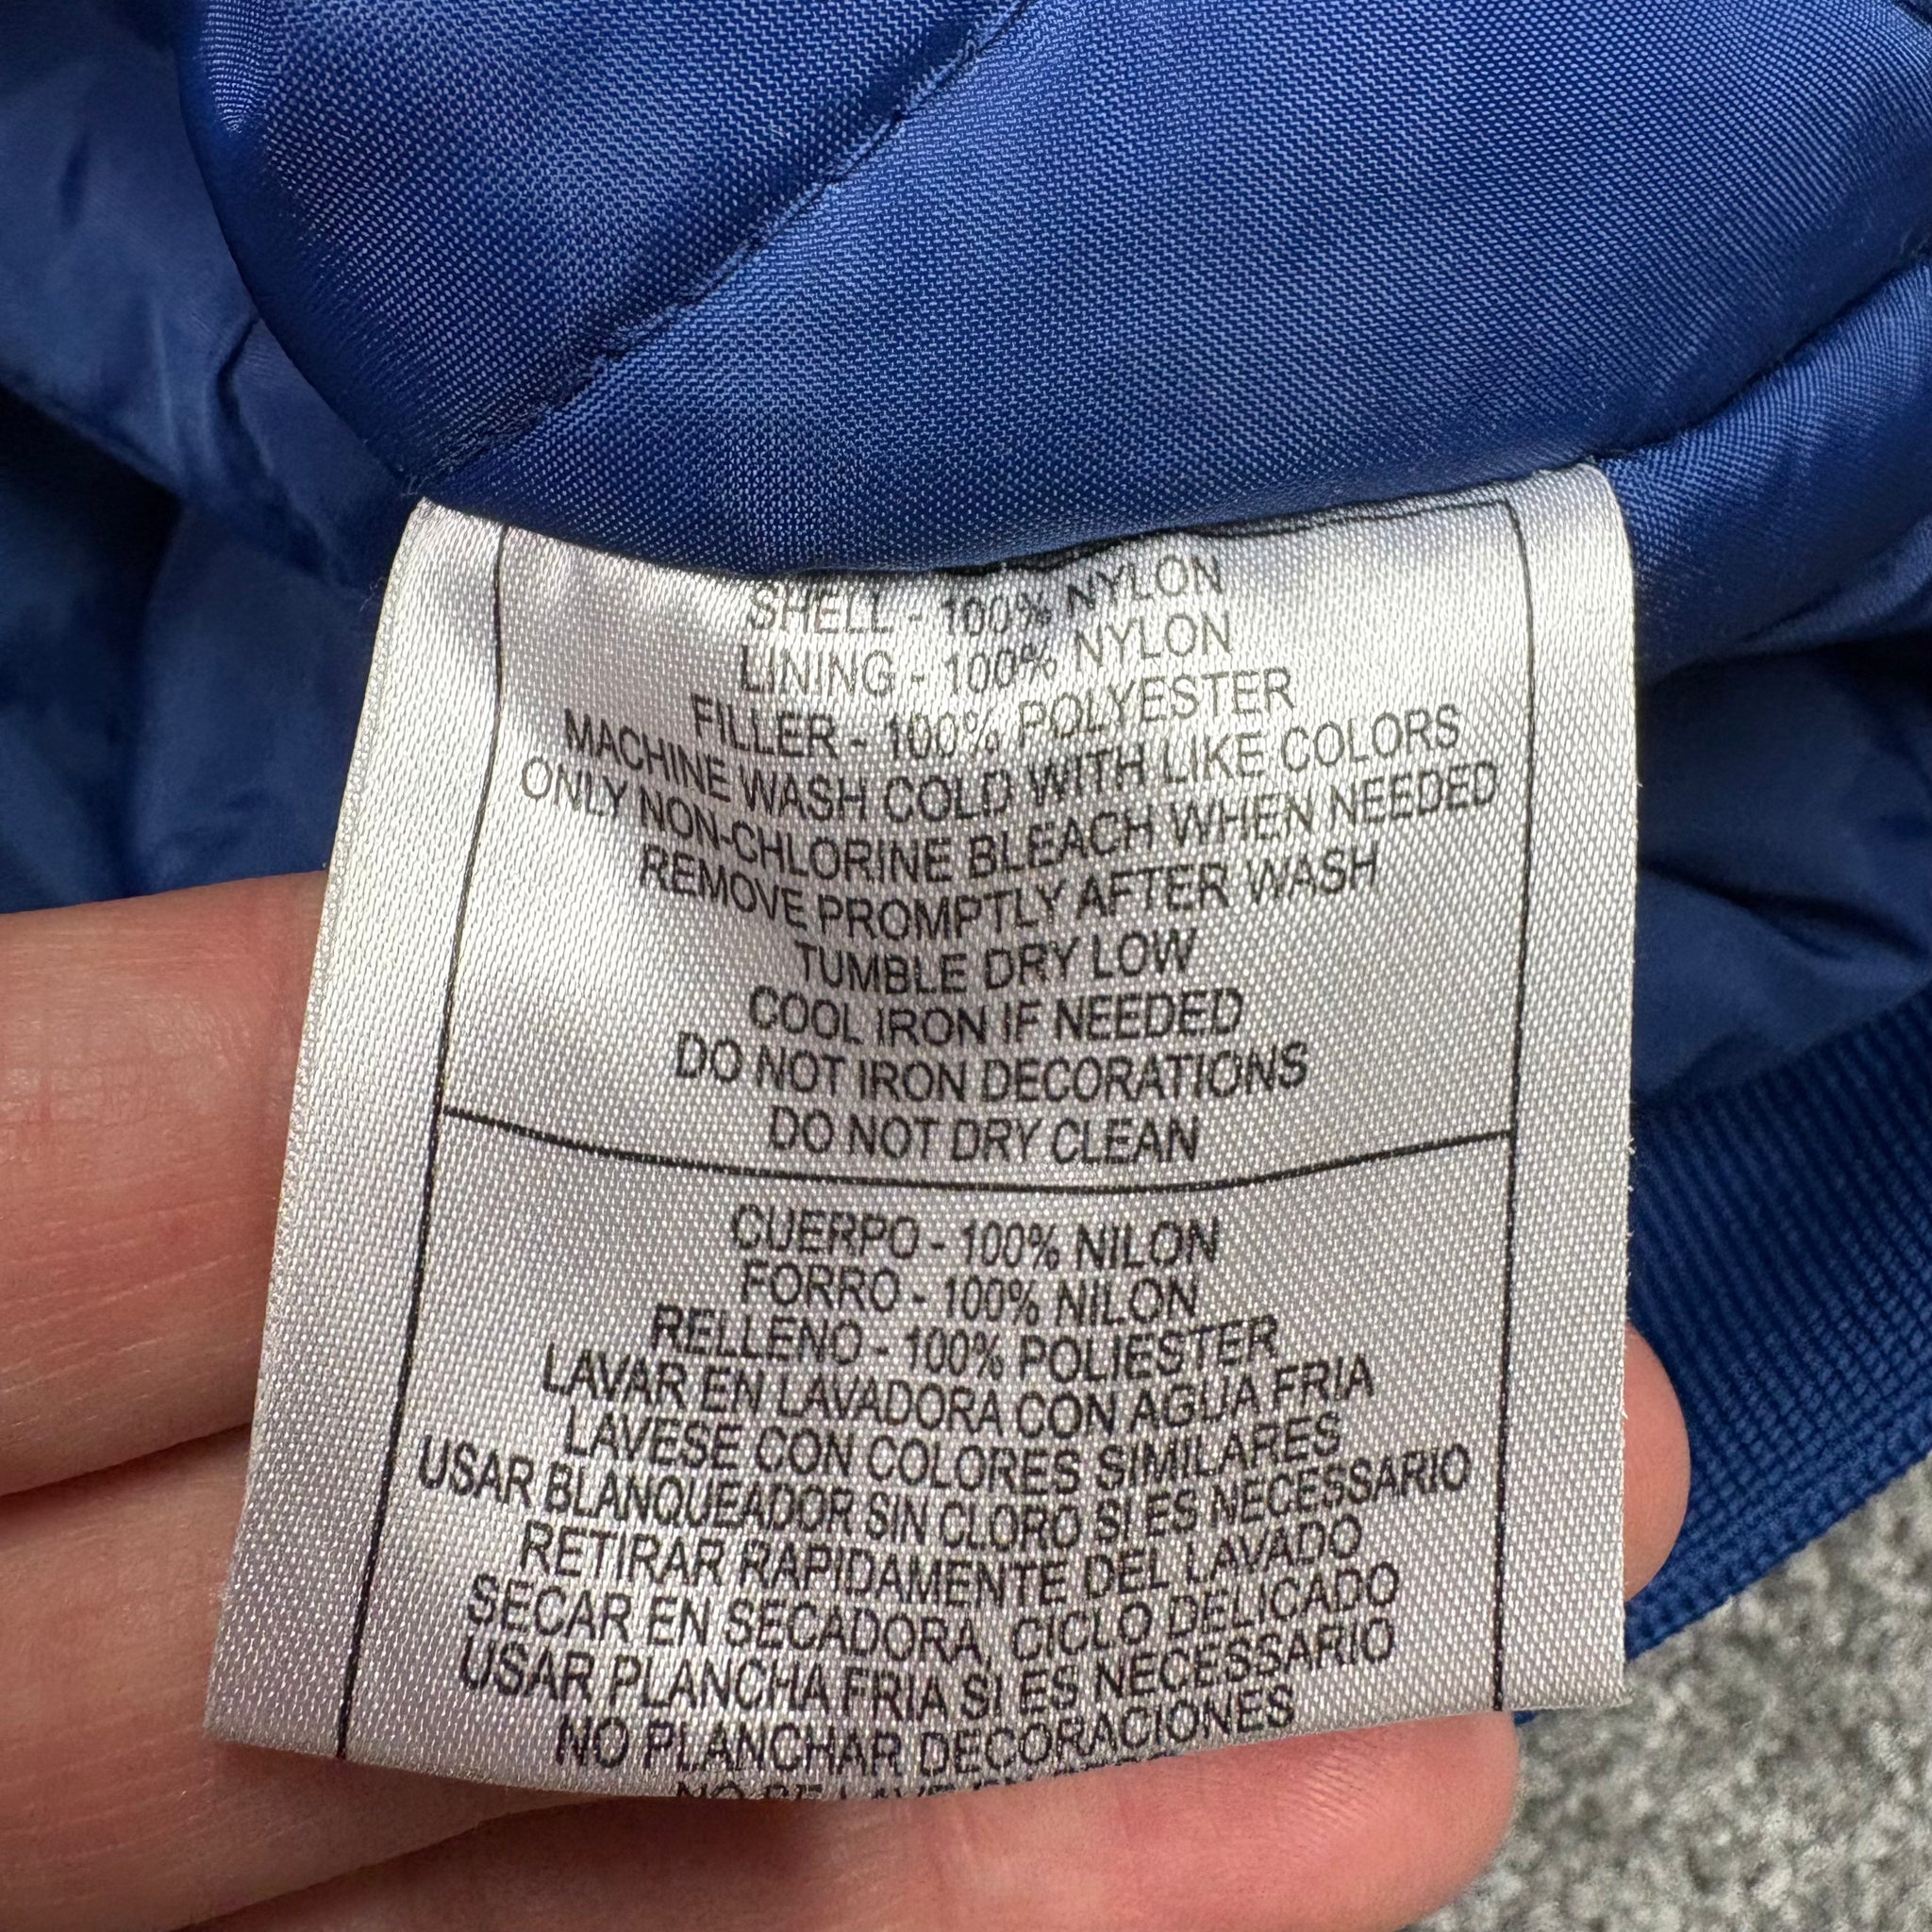 SHELL - 100% NYLON
LINING - 100% NYLON
FILLER - 100% POLYESTER
MACHINE WASH COLD WITH LIKE COLORS
ONLY NON-CHLORINE BLEACH WHEN NEEDED
REMOVE PROMPTLY AFTER WASH
TUMBLE DRY LOW
COOL IRON IF NEEDED
DO NOT IRON DECORATIONS
DO NOT DRY CLEAN
CUERPO - 100% NILON
FORRO - 100% NILON
RELLENO - 100% POLIESTER
LAVAR EN LAVADORA CON AGUA FRIA
LAVESE CON COLORES SIMILARES
USAR BLANQUEADOR SIN CLORO SI ES NECESSARIO
RETIRAR RAPIDAMENTE DEL LAVADO
SECAR EN SECADORA, CICLO DELICADO
USAR PLANCHA FRIA SI ES NECESSARIO
NO PLANCHAR DECORACIONES
NO